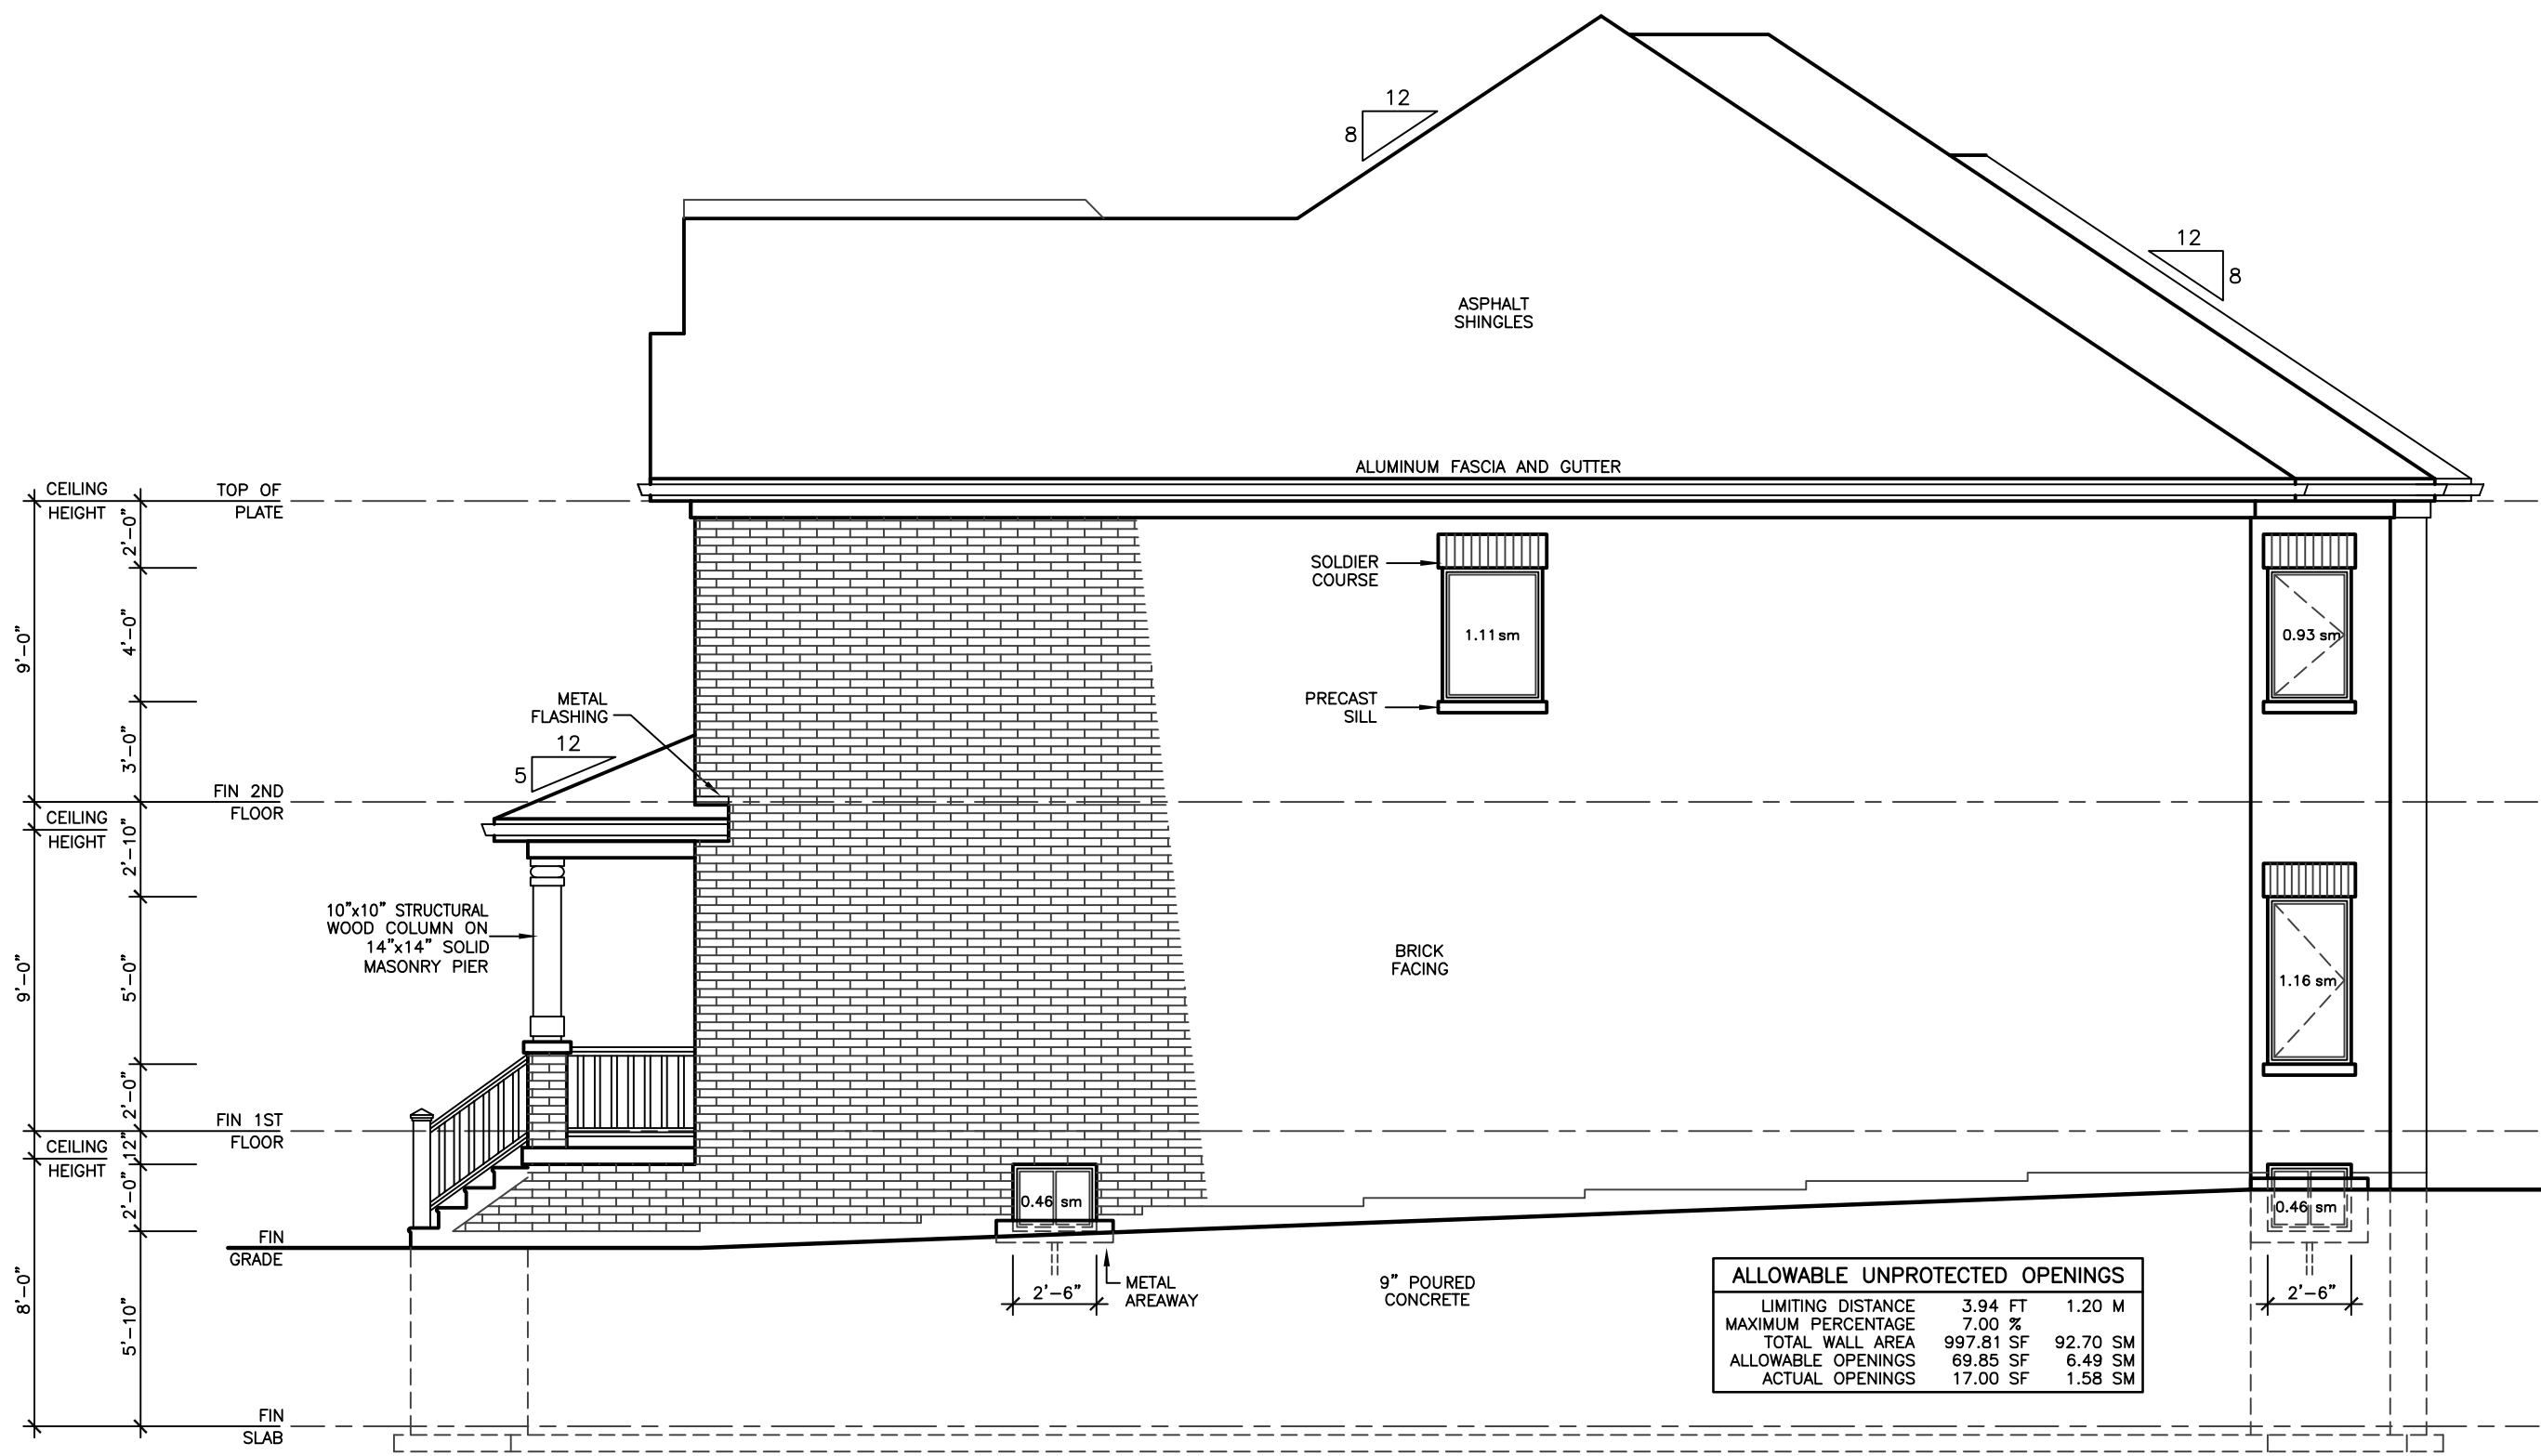 12
8
12
8
ASPHALT
SHINGLES
ALUMINUM FASCIA AND GUTTER
CEILING
HEIGHT
TOP OF
PLATE
2'-0"
SOLDIER
COURSE
4'-0"
9'-0"
1.11 sm
0.93 sm
METAL
FLASHING
PRECAST
SILL
3'-0"
12
5
FIN 2ND
FLOOR
CEILING
HEIGHT
2'-10"
10"x10" STRUCTURAL
WOOD COLUMN ON
14"x14" SOLID
MASONRY PIER
BRICK
FACING
9'-0"
5'-0"
1.16 sm
2'-0"
FIN 1ST
FLOOR
CEILING
HEIGHT
12"
2'-0"
0.46 sm
0.46 sm
FIN
GRADE
8'-0"
5'-10"
2'-6"
METAL
AREAWAY
9" POURED
CONCRETE
2'-6"
ALLOWABLE UNPROTECTED OPENINGS
LIMITING DISTANCE 3.94 FT 1.20 M
MAXIMUM PERCENTAGE 7.00 %
TOTAL WALL AREA 997.81 SF 92.70 SM
ALLOWABLE OPENINGS 69.85 SF 6.49 SM
ACTUAL OPENINGS 17.00 SF 1.58 SM
FIN
SLAB